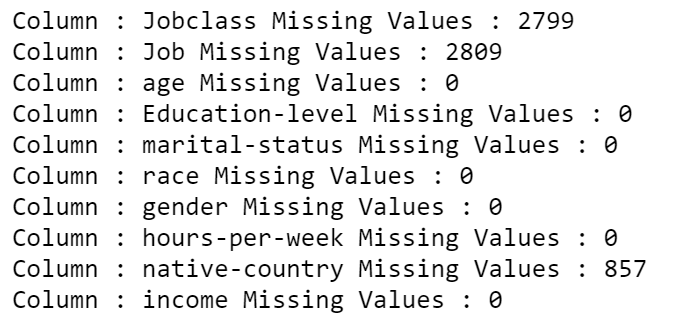 Column : Jobclass Missing Values : 2799
Column : Job Missing Values : 2809
Column : age Missing Values : 0
Column : Education-level Missing Values : 0
Column : marital-status Missing Values : 0
Column : race Missing Values : 0
Column : gender Missing Values : 0
Column : hours-per-week Missing Values : 0
Column : native-country Missing Values : 857
Column : income Missing Values : 0